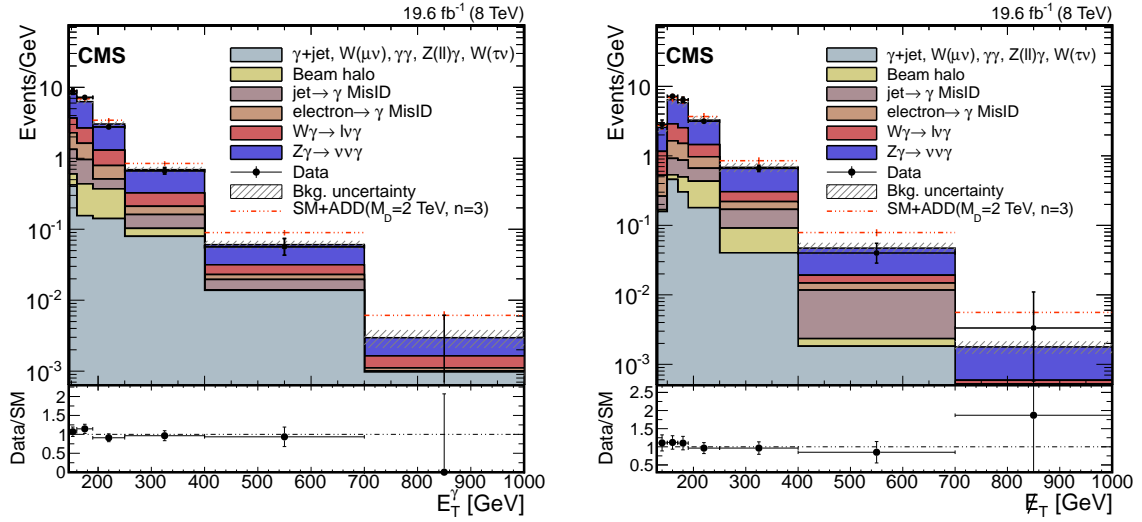 19.6 fb⁻¹ (8 TeV)
CMS
Events/GeV
10
1
10⁻¹
10⁻²
10⁻³
γ+jet, W(μν), γγ, Z(ll)γ, W(τν)
Beam halo
jet→ γ MisID
electron→ γ MisID
Wγ→ lνγ
Zγ→ ννγ
Data
Bkg. uncertainty
SM+ADD(M_D=2 TeV, n=3)
Data/SM
2
1.5
1
0.5
0
200 300 400 500 600 700 800 900 1000
E_T^γ [GeV]
19.6 fb⁻¹ (8 TeV)
CMS
Events/GeV
10
1
10⁻¹
10⁻²
10⁻³
γ+jet, W(μν), γγ, Z(ll)γ, W(τν)
Beam halo
jet→ γ MisID
electron→ γ MisID
Wγ→ lνγ
Zγ→ ννγ
Data
Bkg. uncertainty
SM+ADD(M_D=2 TeV, n=3)
Data/SM
2.5
2
1.5
1
0.5
200 300 400 500 600 700 800 900 1000
E̸_T [GeV]